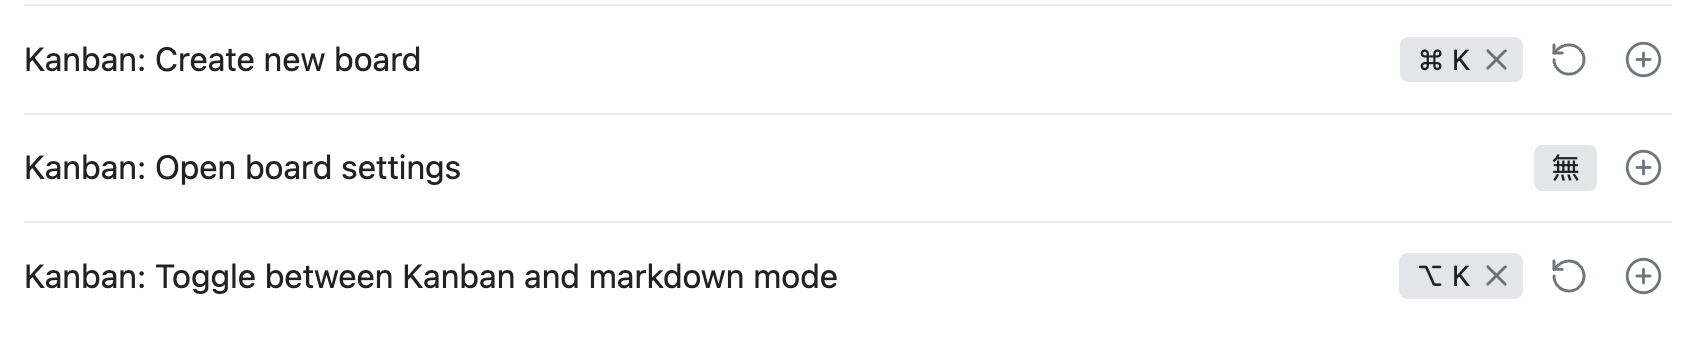 Kanban: Create new board ⌘ K
Kanban: Open board settings 無
Kanban: Toggle between Kanban and markdown mode ⌥ K